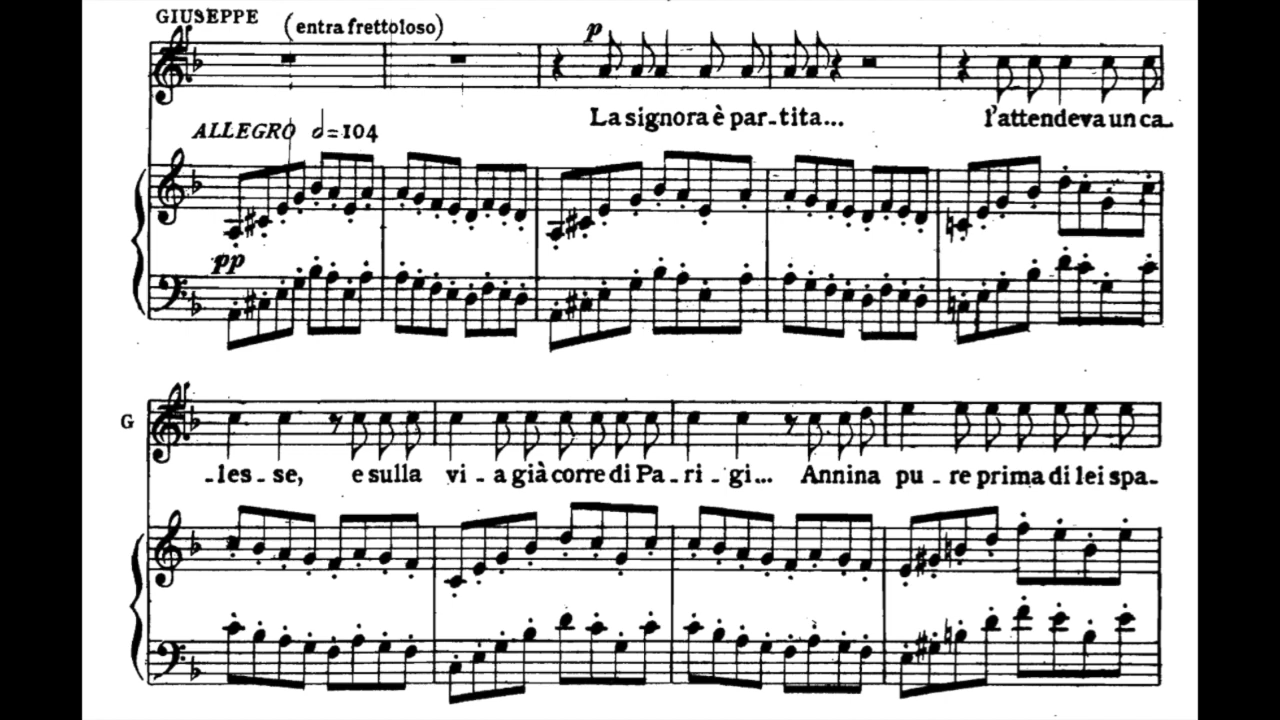 GIUSEPPE (entra frettoloso)
p
La signora è par-tita... l'attendeva un ca-
ALLEGRO =104
pp
G
-les-se, e sulla vi-a già corre di Pa-ri-gi... Annina pu-re prima di lei spa-